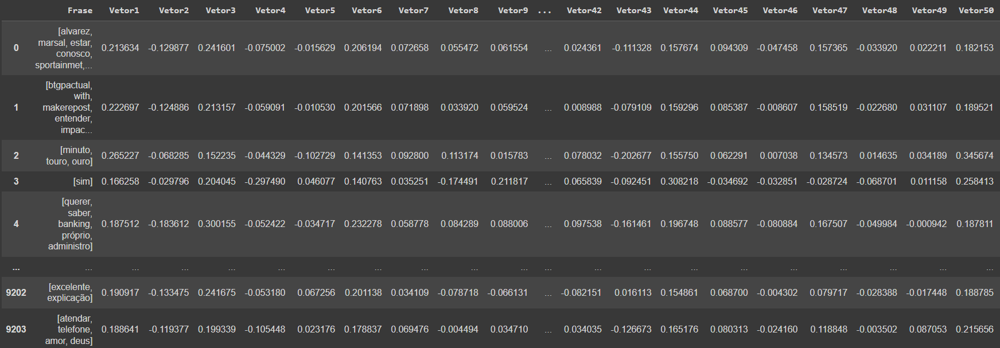 Frase Vetor1 Vetor2 Vetor3 Vetor4 Vetor5 Vetor6 Vetor7 Vetor8 Vetor9 ... Vetor42 Vetor43 Vetor44 Vetor45 Vetor46 Vetor47 Vetor48 Vetor49 Vetor50
[alvarez,
marsal, estar,
0 conosco, 0.213634 -0.129877 0.241601 -0.075002 -0.015629 0.206194 0.072658 0.055472 0.061554 ... 0.024361 -0.111328 0.157674 0.094309 -0.047458 0.157365 -0.033920 0.022211 0.182153
sportainmet,...
[btgpactual,
with,
1 makerepost, 0.222697 -0.124886 0.213157 -0.059091 -0.010530 0.201566 0.071898 0.033920 0.059524 ... 0.008988 -0.079109 0.159296 0.085387 -0.008607 0.158519 -0.022680 0.031107 0.189521
entender,
impac...
[minuto,
2 touro, ouro] 0.265227 -0.068285 0.152235 -0.044329 -0.102729 0.141353 0.092800 0.113174 0.015783 ... 0.078032 -0.202677 0.155750 0.062291 0.007038 0.134573 0.014635 0.034189 0.345674
3 [sim] 0.166258 -0.029796 0.204045 -0.297490 0.046077 0.140763 0.035251 -0.174491 0.211817 ... 0.065839 -0.092451 0.308218 -0.034692 -0.032851 -0.028724 -0.068701 0.011158 0.258413
[querer,
saber,
4 banking, 0.187512 -0.183612 0.300155 -0.052422 -0.034717 0.232278 0.058778 0.084289 0.088006 ... 0.097538 -0.161461 0.196748 0.088577 -0.080884 0.167507 -0.049984 -0.000942 0.187811
próprio,
administro]
... ... ... ... ... ... ... ... ... ... ... ... ... ... ... ... ... ... ... ... ...
[excelente,
9202 explicação] 0.190917 -0.133475 0.241675 -0.053180 0.067256 0.201138 0.034109 -0.078718 -0.066131 ... -0.082151 0.016113 0.154861 0.068700 -0.004302 0.079717 -0.028388 -0.017448 0.188785
[atendar,
9203 telefone, 0.188641 -0.119377 0.199339 -0.105448 0.023176 0.178837 0.069476 -0.004494 0.034710 ... 0.034035 -0.126673 0.165176 0.080313 -0.024160 0.118848 -0.003502 0.087053 0.215656
amor, deus]